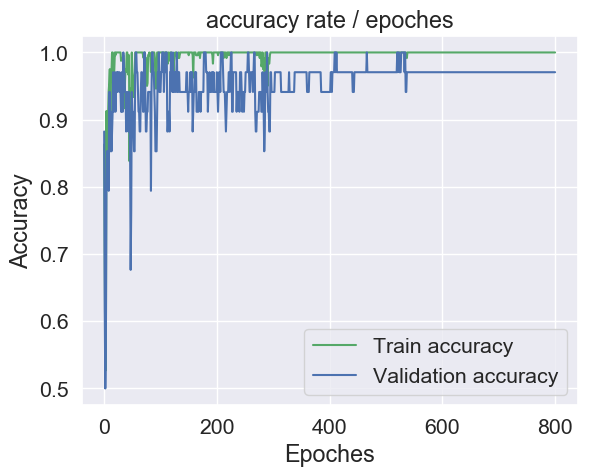 accuracy rate / epoches
1.0
0.9
0.8
0.7
0.6
0.5
Accuracy
Train accuracy
Validation accuracy
0
200
400
600
800
Epoches